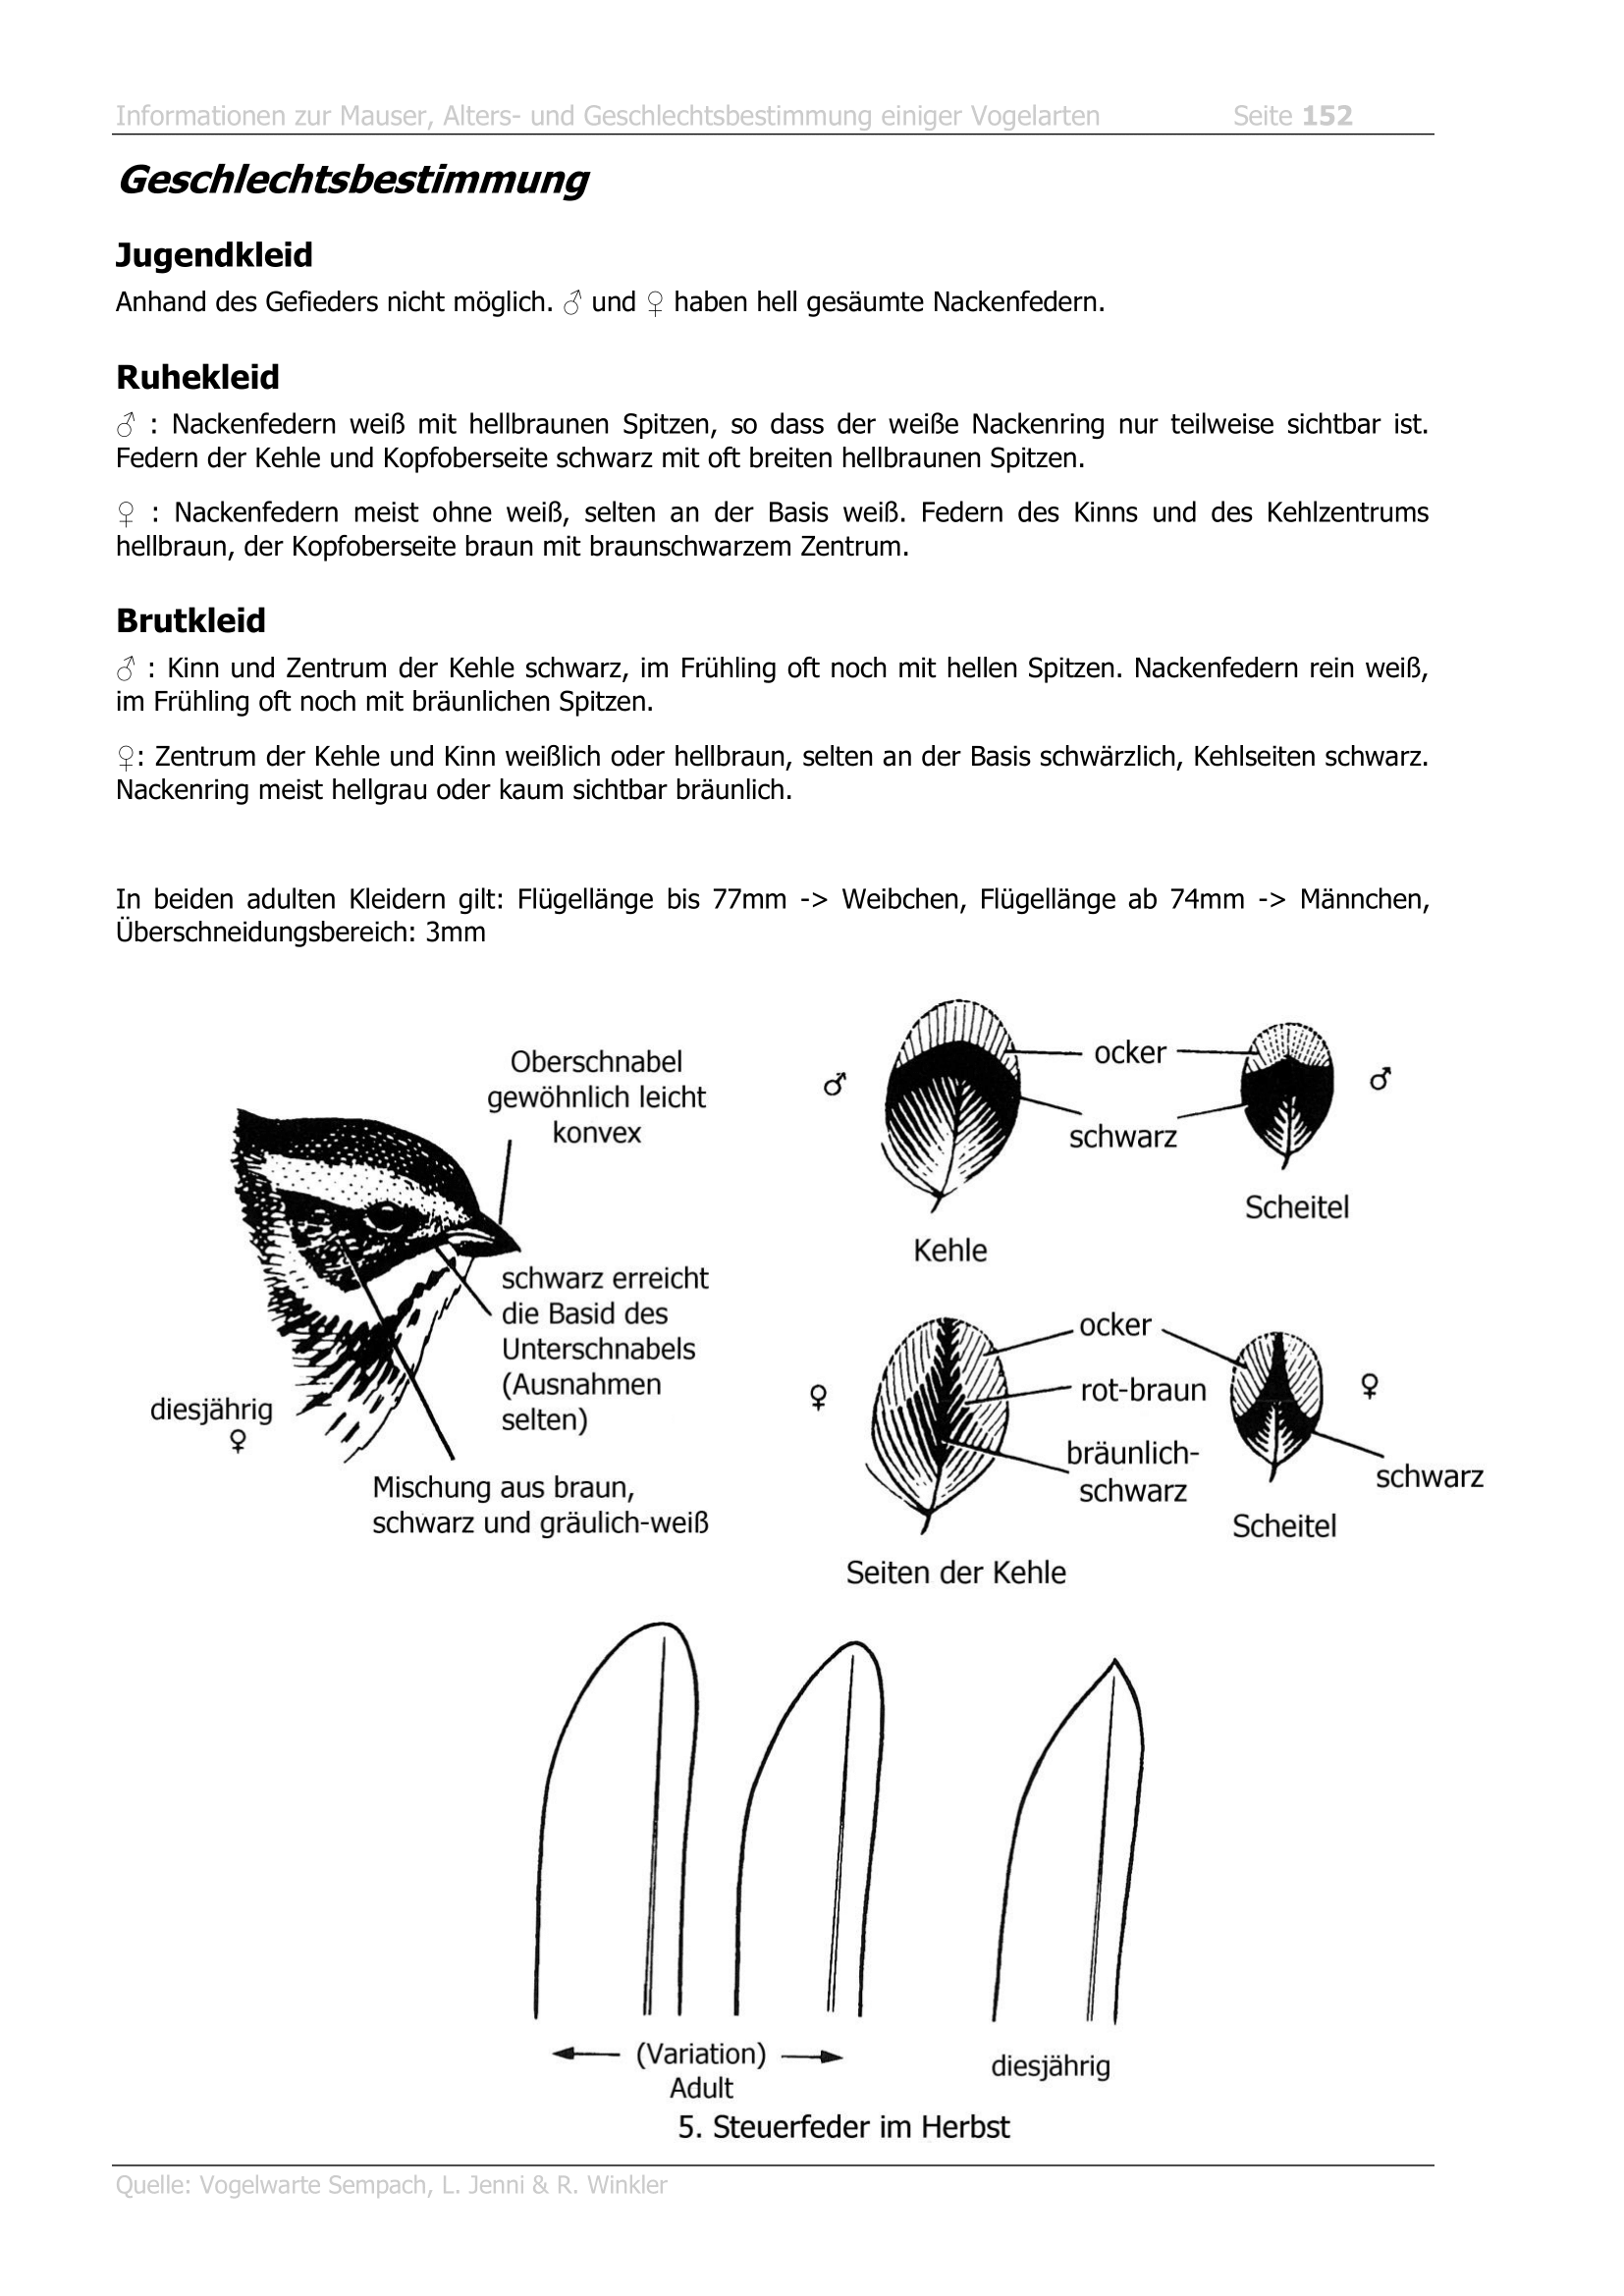 Informationen zur Mauser, Alters- und Geschlechtsbestimmung einiger Vogelarten Seite 152
Geschlechtsbestimmung
Jugendkleid
Anhand des Gefieders nicht möglich. ♂ und ♀ haben hell gesäumte Nackenfedern.
Ruhekleid
♂ : Nackenfedern weiß mit hellbraunen Spitzen, so dass der weiße Nackenring nur teilweise sichtbar ist.
Federn der Kehle und Kopfoberseite schwarz mit oft breiten hellbraunen Spitzen.
♀ : Nackenfedern meist ohne weiß, selten an der Basis weiß. Federn des Kinns und des Kehlzentrums
hellbraun, der Kopfoberseite braun mit braunschwarzem Zentrum.
Brutkleid
♂ : Kinn und Zentrum der Kehle schwarz, im Frühling oft noch mit hellen Spitzen. Nackenfedern rein weiß,
im Frühling oft noch mit bräunlichen Spitzen.
♀: Zentrum der Kehle und Kinn weißlich oder hellbraun, selten an der Basis schwärzlich, Kehlseiten schwarz.
Nackenring meist hellgrau oder kaum sichtbar bräunlich.
In beiden adulten Kleidern gilt: Flügellänge bis 77mm -> Weibchen, Flügellänge ab 74mm -> Männchen,
Überschneidungsbereich: 3mm
Oberschnabel
gewöhnlich leicht
konvex
schwarz erreicht
die Basid des
Unterschnabels
(Ausnahmen
selten)
diesjährig
♀
Mischung aus braun,
schwarz und gräulich-weiß
♂
ocker
♂
schwarz
Scheitel
Kehle
ocker
♀
rot-braun
♀
bräunlich-
schwarz
schwarz
Scheitel
Seiten der Kehle
(Variation)
Adult
diesjährig
5. Steuerfeder im Herbst
Quelle: Vogelwarte Sempach, L. Jenni & R. Winkler